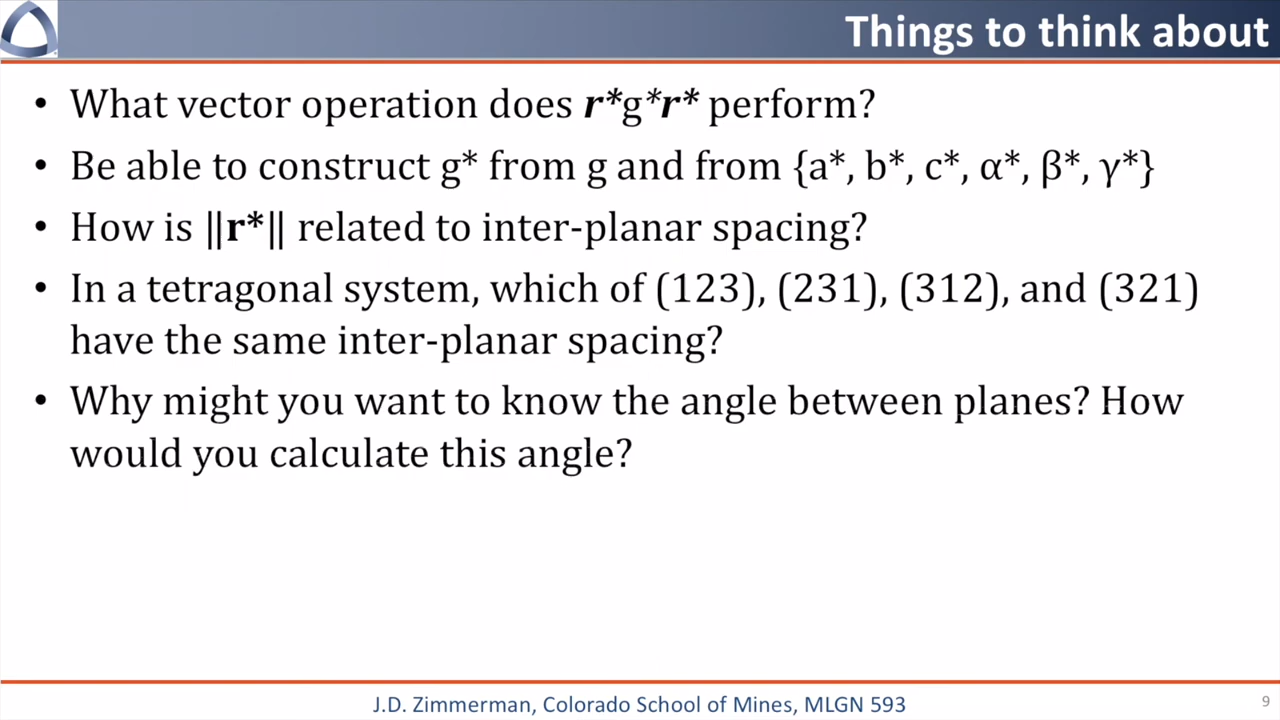 Things to think about
• What vector operation does r*g*r* perform?
• Be able to construct g* from g and from {a*, b*, c*, α*, β*, γ*}
• How is ||r*|| related to inter-planar spacing?
• In a tetragonal system, which of (123), (231), (312), and (321)
have the same inter-planar spacing?
• Why might you want to know the angle between planes? How
would you calculate this angle?
J.D. Zimmerman, Colorado School of Mines, MLGN 593
9